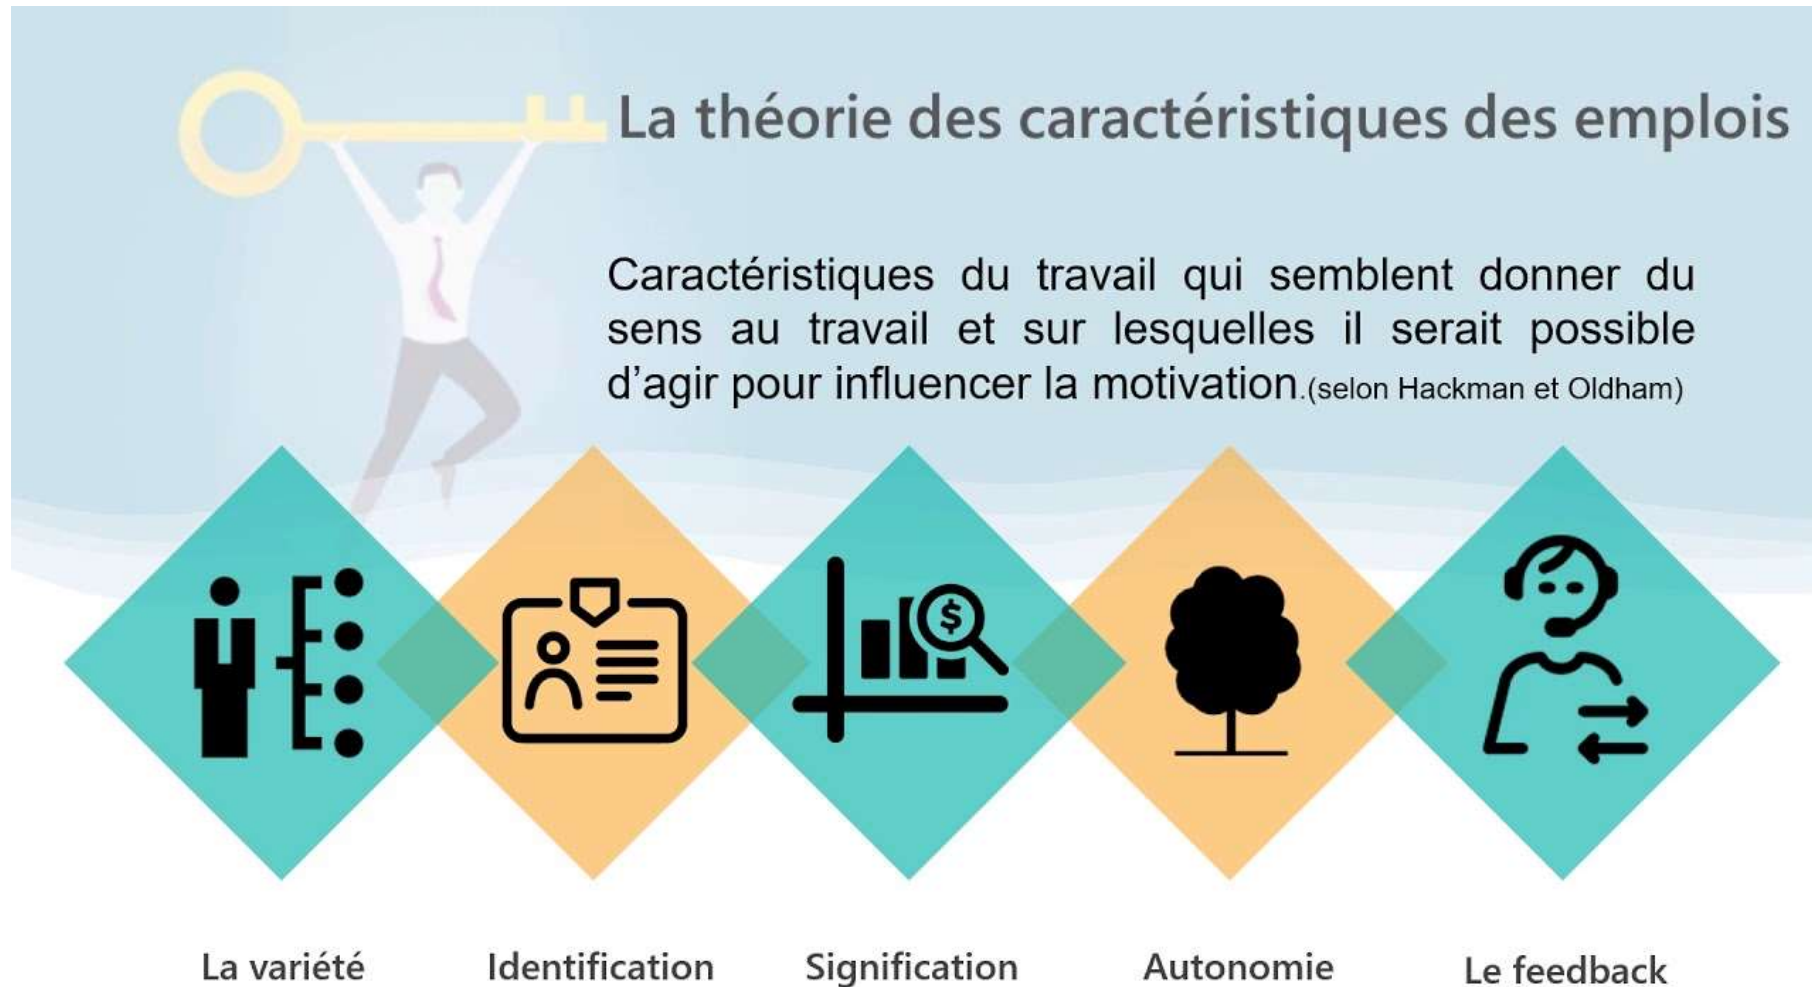 La théorie des caractéristiques des emplois
Caractéristiques du travail qui semblent donner du
sens au travail et sur lesquelles il serait possible
d’agir pour influencer la motivation.(selon Hackman et Oldham)
$
La variété
Identification
Signification
Autonomie
Le feedback